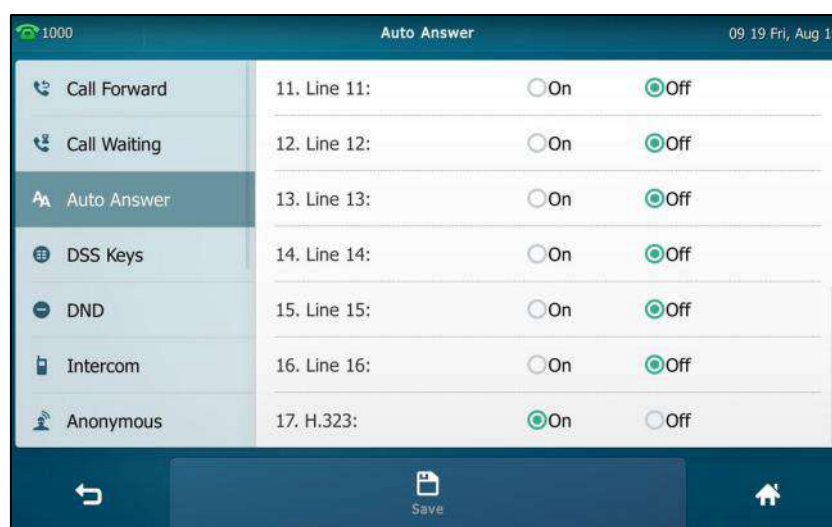 1000 Auto Answer 09 19 Fri, Aug 1
Call Forward
Call Waiting
AA Auto Answer
DSS Keys
DND
Intercom
Anonymous
11. Line 11: On Off
12. Line 12: On Off
13. Line 13: On Off
14. Line 14: On Off
15. Line 15: On Off
16. Line 16: On Off
17. H.323: On Off
Save